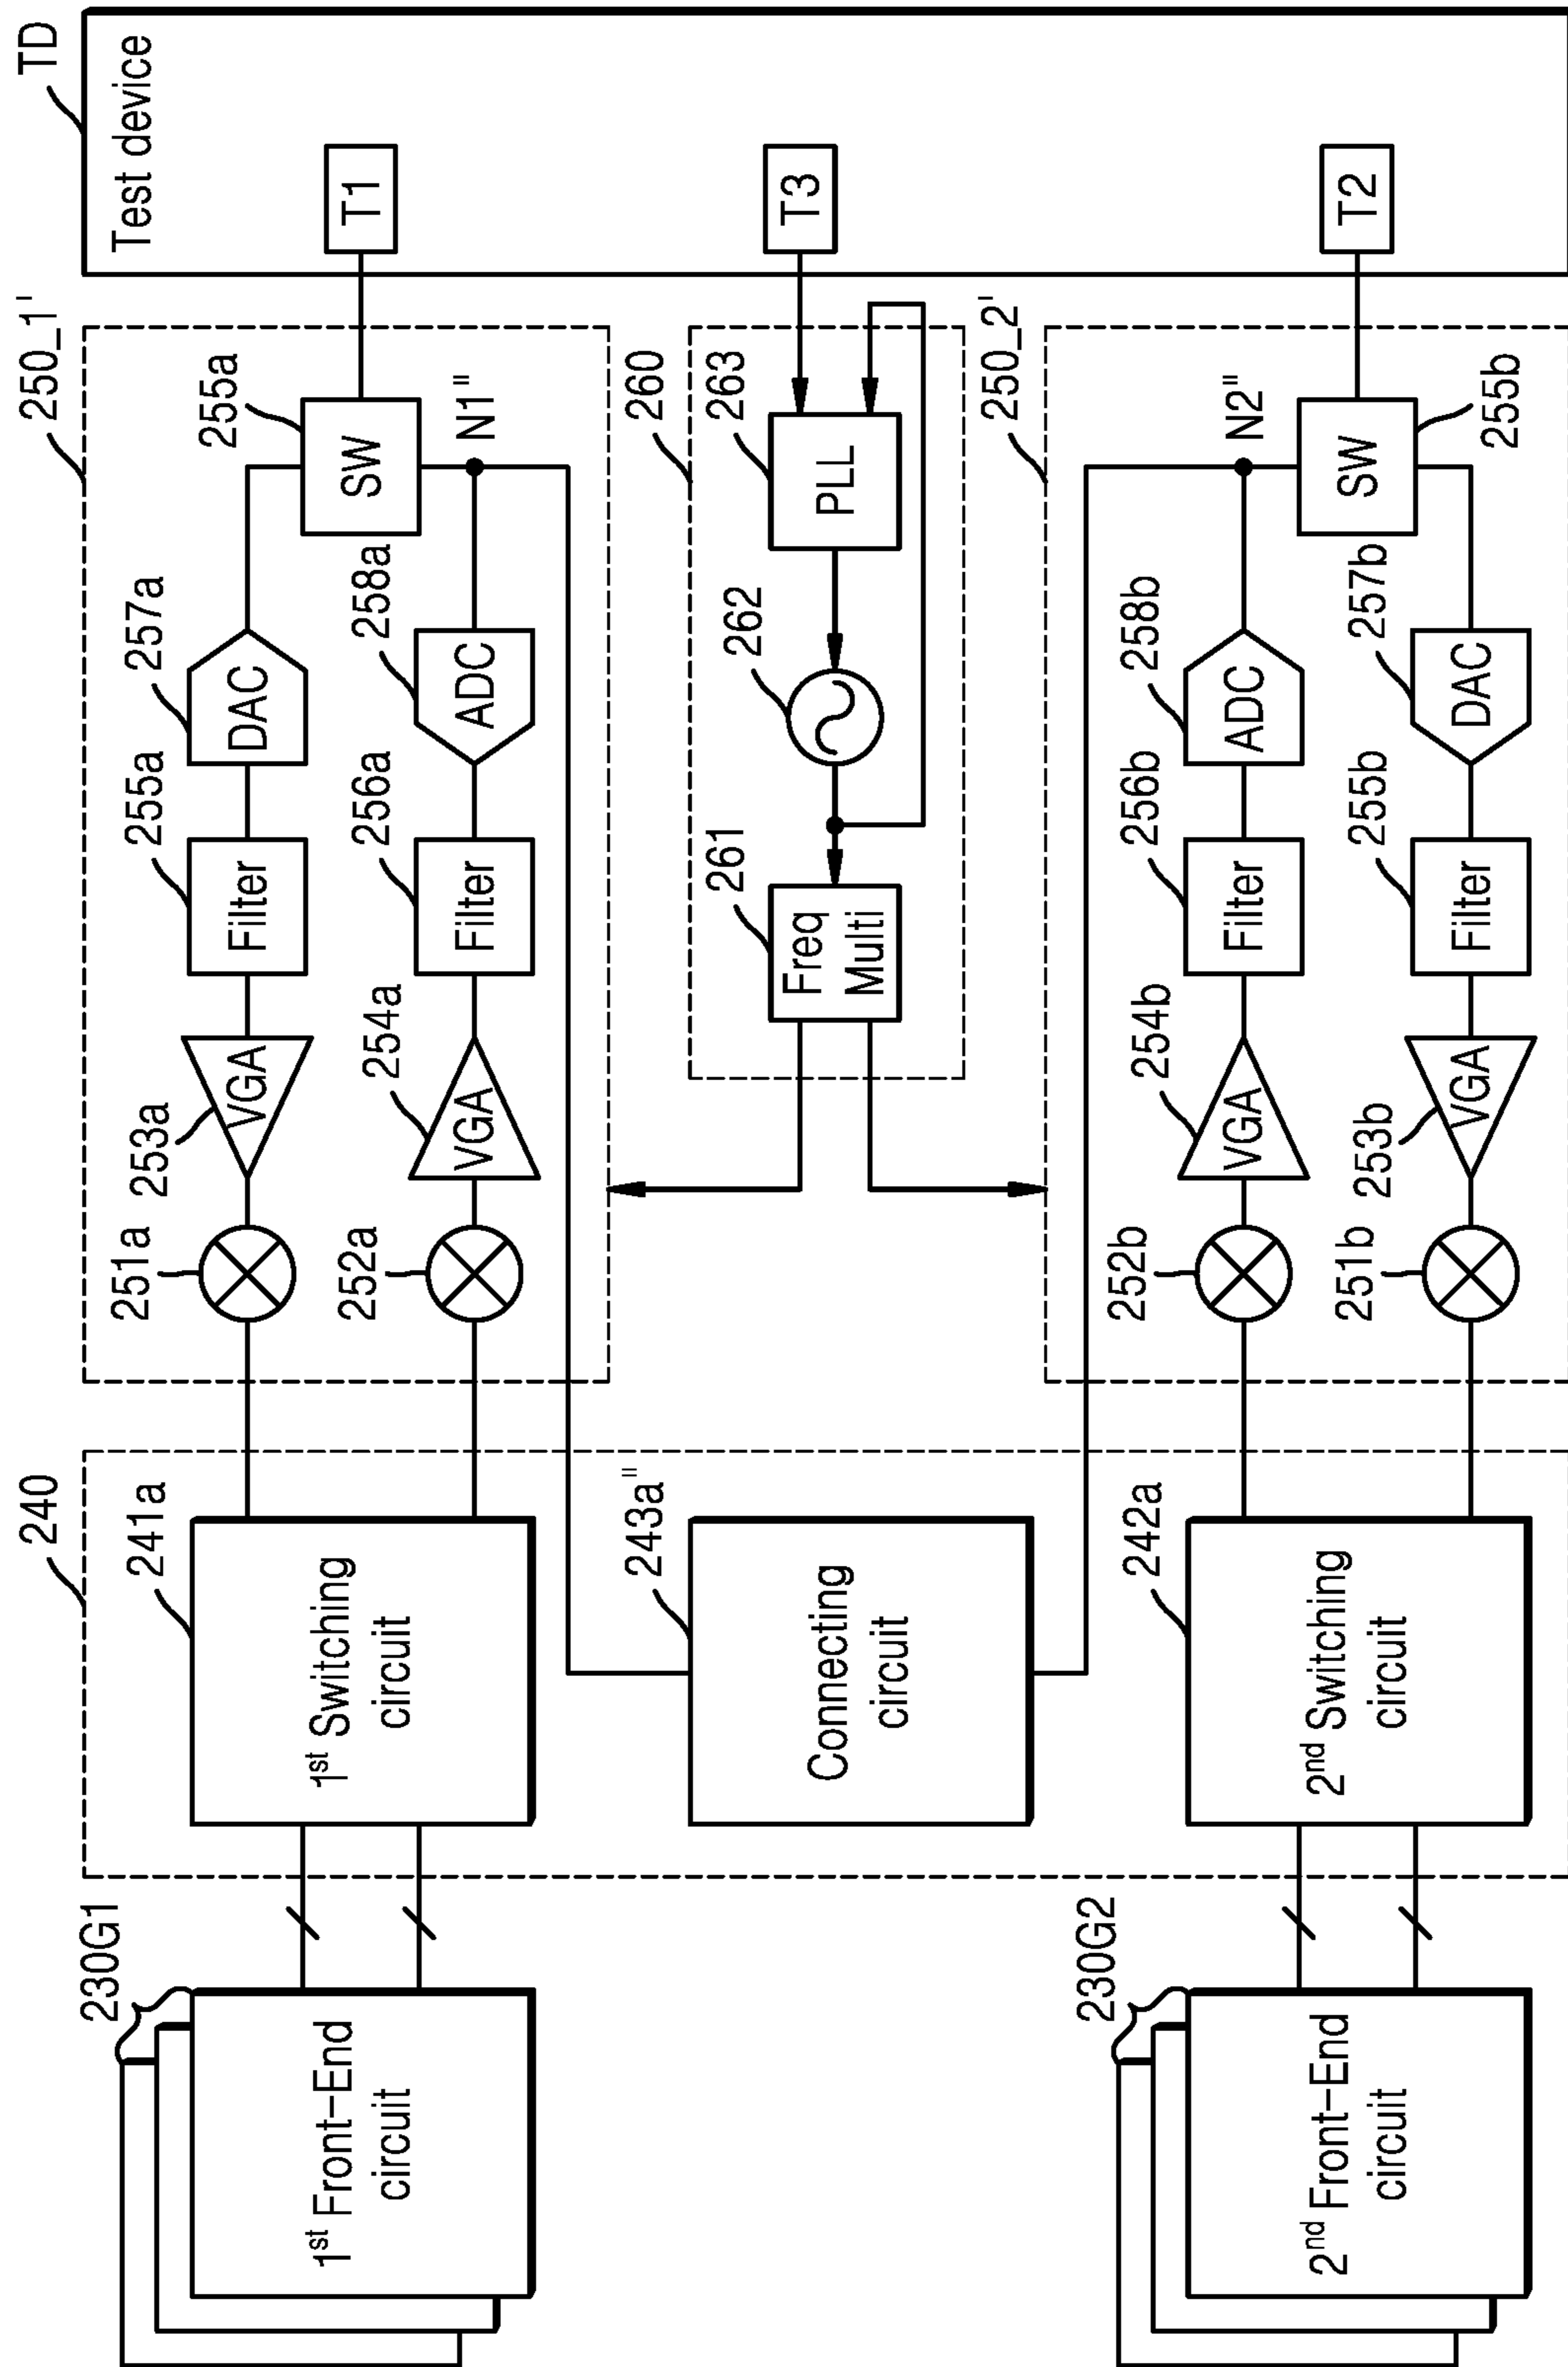 TD
Test device
T1
T3
T2
250_1'
255a
SW
N1"
257a
DAC
258a
ADC
255a
Filter
256a
Filter
253a
VGA
254a
VGA
251a
252a
260
263
PLL
262
261
Freq
Multi
250_2'
N2"
SW
255b
258b
ADC
257b
DAC
256b
Filter
255b
Filter
254b
VGA
253b
VGA
252b
251b
240
241a
1st Switching
circuit
243a"
Connecting
circuit
242a
2nd Switching
circuit
230G1
1st Front-End
circuit
230G2
2nd Front-End
circuit